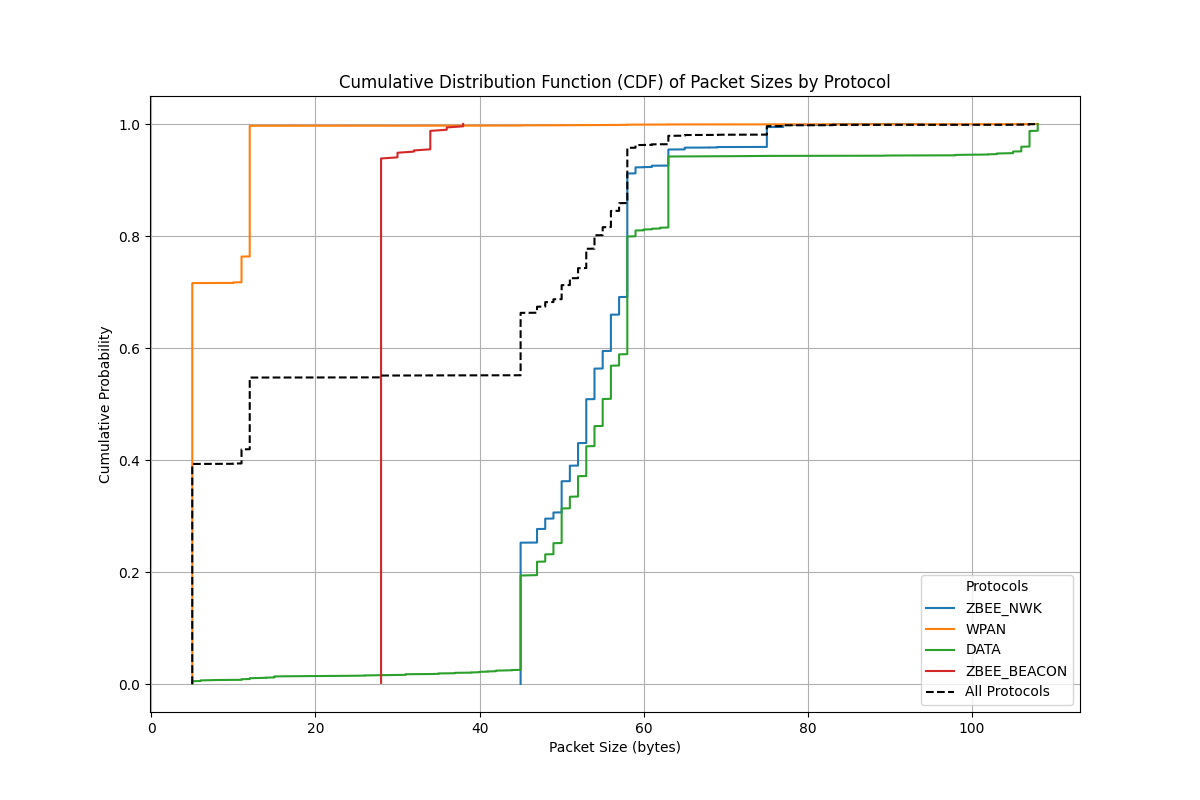 Cumulative Distribution Function (CDF) of Packet Sizes by Protocol
1.0
0.8
0.6
0.4
0.2
0.0
Cumulative Probability
0 20 40 60 80 100
Packet Size (bytes)
Protocols
ZBEE_NWK
WPAN
DATA
ZBEE_BEACON
All Protocols